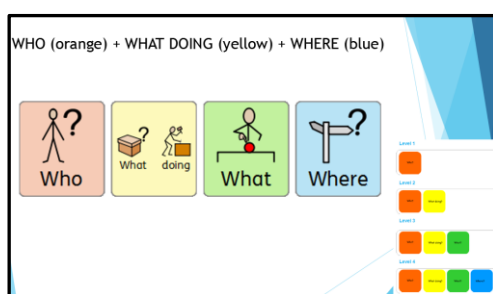 WHO (orange) + WHAT DOING (yellow) + WHERE (blue)
? ? ?
What doing
Who What Where
Level 1
Level 2
Level 3
Level 4